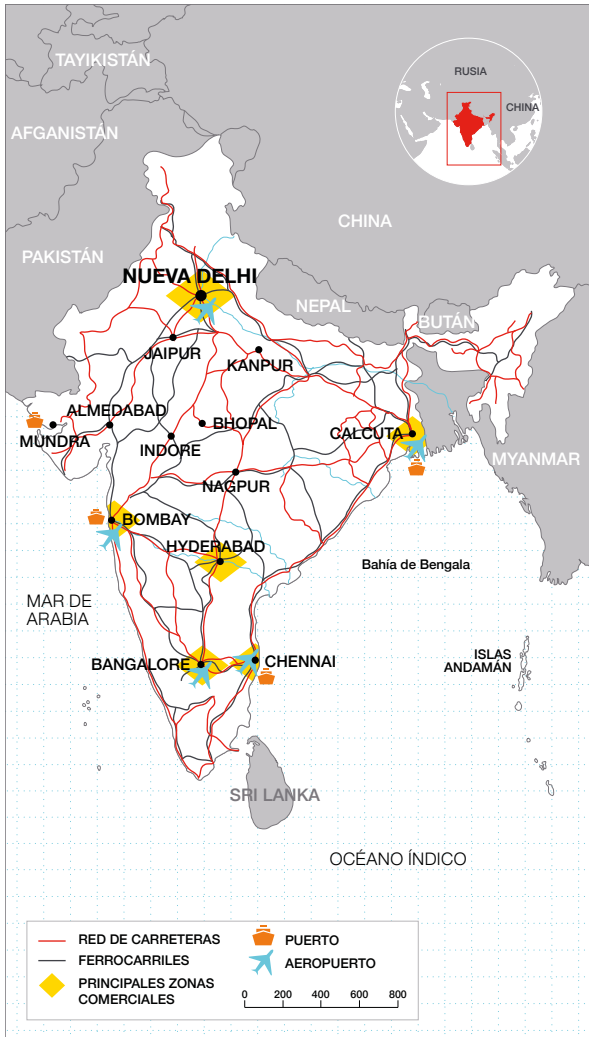 TAYIKISTÁN
RUSIA
CHINA
AFGANISTÁN
CHINA
PAKISTÁN
NUEVA DELHI
NEPAL
BUTÁN
JAIPUR
KANPUR
ALMEDABAD
MUNDRA
BHOPAL
INDORE
CALCUTA
MYANMAR
NAGPUR
BOMBAY
HYDERABAD
Bahía de Bengala
MAR DE
ARABIA
BANGALORE
CHENNAI
ISLAS
ANDAMÁN
SRI LANKA
OCÉANO ÍNDICO
RED DE CARRETERAS
FERROCARRILES
PRINCIPALES ZONAS
COMERCIALES
PUERTO
AEROPUERTO
0 200 400 600 800